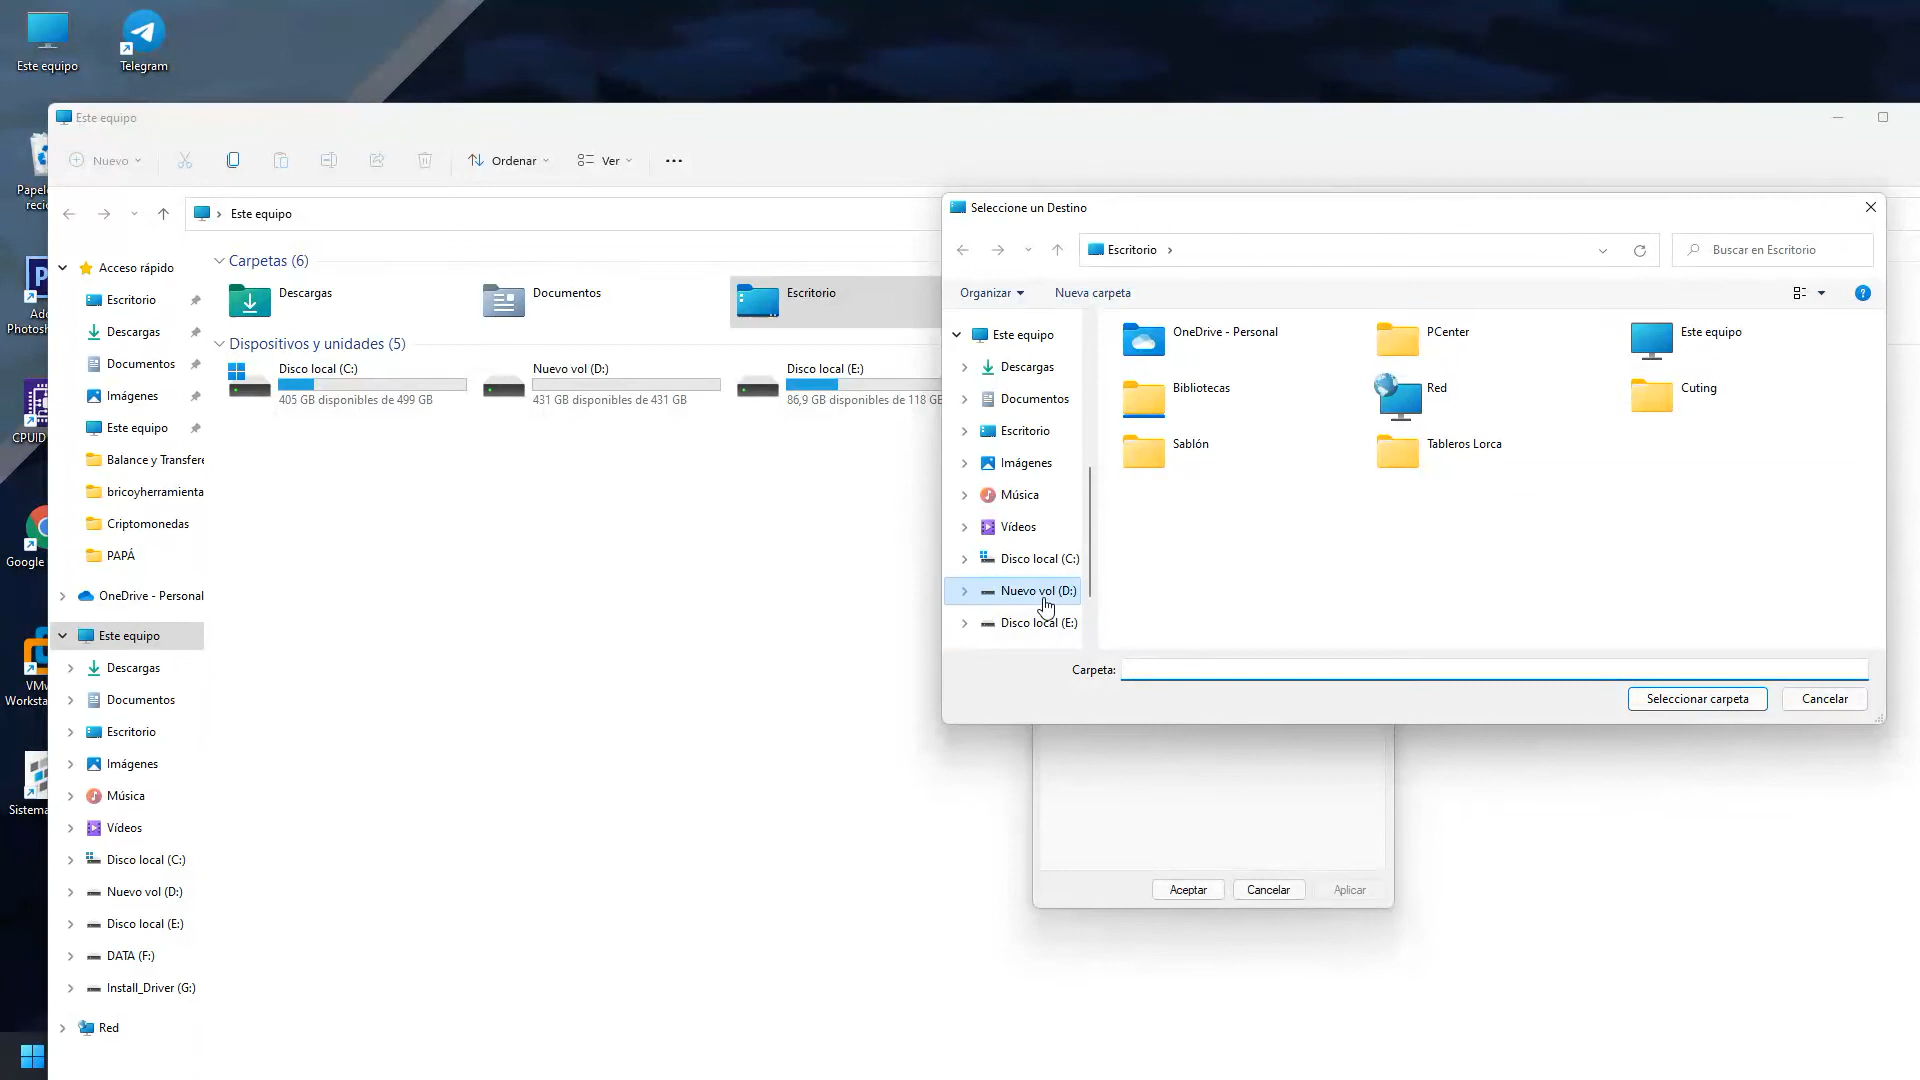 Este equipo
Telegram
Este equipo
Nuevo
Ordenar
Ver
Este equipo
Acceso rápido
Escritorio
Descargas
Documentos
Imágenes
Este equipo
Balance y Transfere
bricoyherramienta
Criptomonedas
PAPÁ
OneDrive - Personal
Este equipo
Descargas
Documentos
Escritorio
Imágenes
Música
Vídeos
Disco local (C:)
Nuevo vol (D:)
Disco local (E:)
DATA (F:)
Install_Driver (G:)
Red
Carpetas (6)
Descargas
Documentos
Escritorio
Dispositivos y unidades (5)
Disco local (C:)
405 GB disponibles de 499 GB
Nuevo vol (D:)
431 GB disponibles de 431 GB
Disco local (E:)
86,9 GB disponibles de 118 GB
Seleccione un Destino
Escritorio
Buscar en Escritorio
Organizar
Nueva carpeta
Este equipo
Descargas
Documentos
Escritorio
Imágenes
Música
Vídeos
Disco local (C:)
Nuevo vol (D:)
Disco local (E:)
OneDrive - Personal
PCenter
Este equipo
Bibliotecas
Red
Cuting
Sablón
Tableros Lorca
Carpeta:
Seleccionar carpeta
Cancelar
Aceptar
Cancelar
Aplicar
Papele
recic
Ado
Photosh
CPUID
Google
VMw
Worksta
Sistema